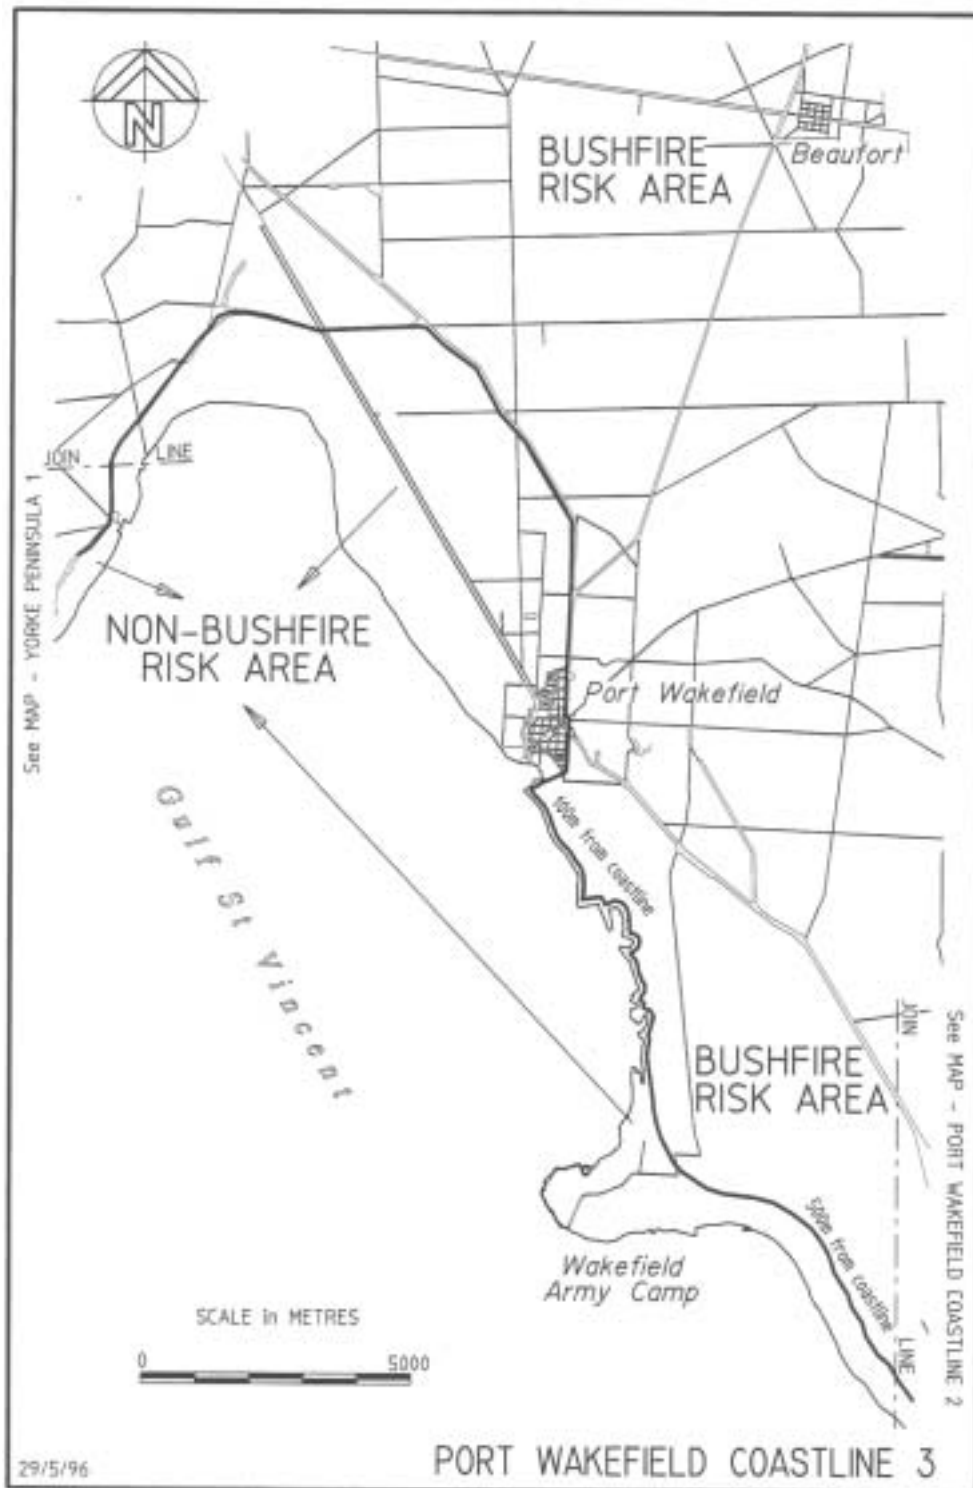 N
BUSHFIRE
RISK AREA
Beaufort
JOIN LINE
See MAP - YORKE PENINSULA 1
NON-BUSHFIRE
RISK AREA
Port Wakefield
Gulf St Vincent
100m from coastline
JOIN
See MAP - PORT WAKEFIELD COASTLINE 2
BUSHFIRE
RISK AREA
500m from coastline
Wakefield
Army Camp
LINE
SCALE in METRES
0 5000
29/5/96
PORT WAKEFIELD COASTLINE 3